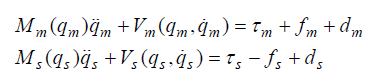 M_m(q_m)q̈_m + V_m(q_m, q̇_m) = τ_m + f_m + d_m
M_s(q_s)q̈_s + V_s(q_s, q̇_s) = τ_s − f_s + d_s